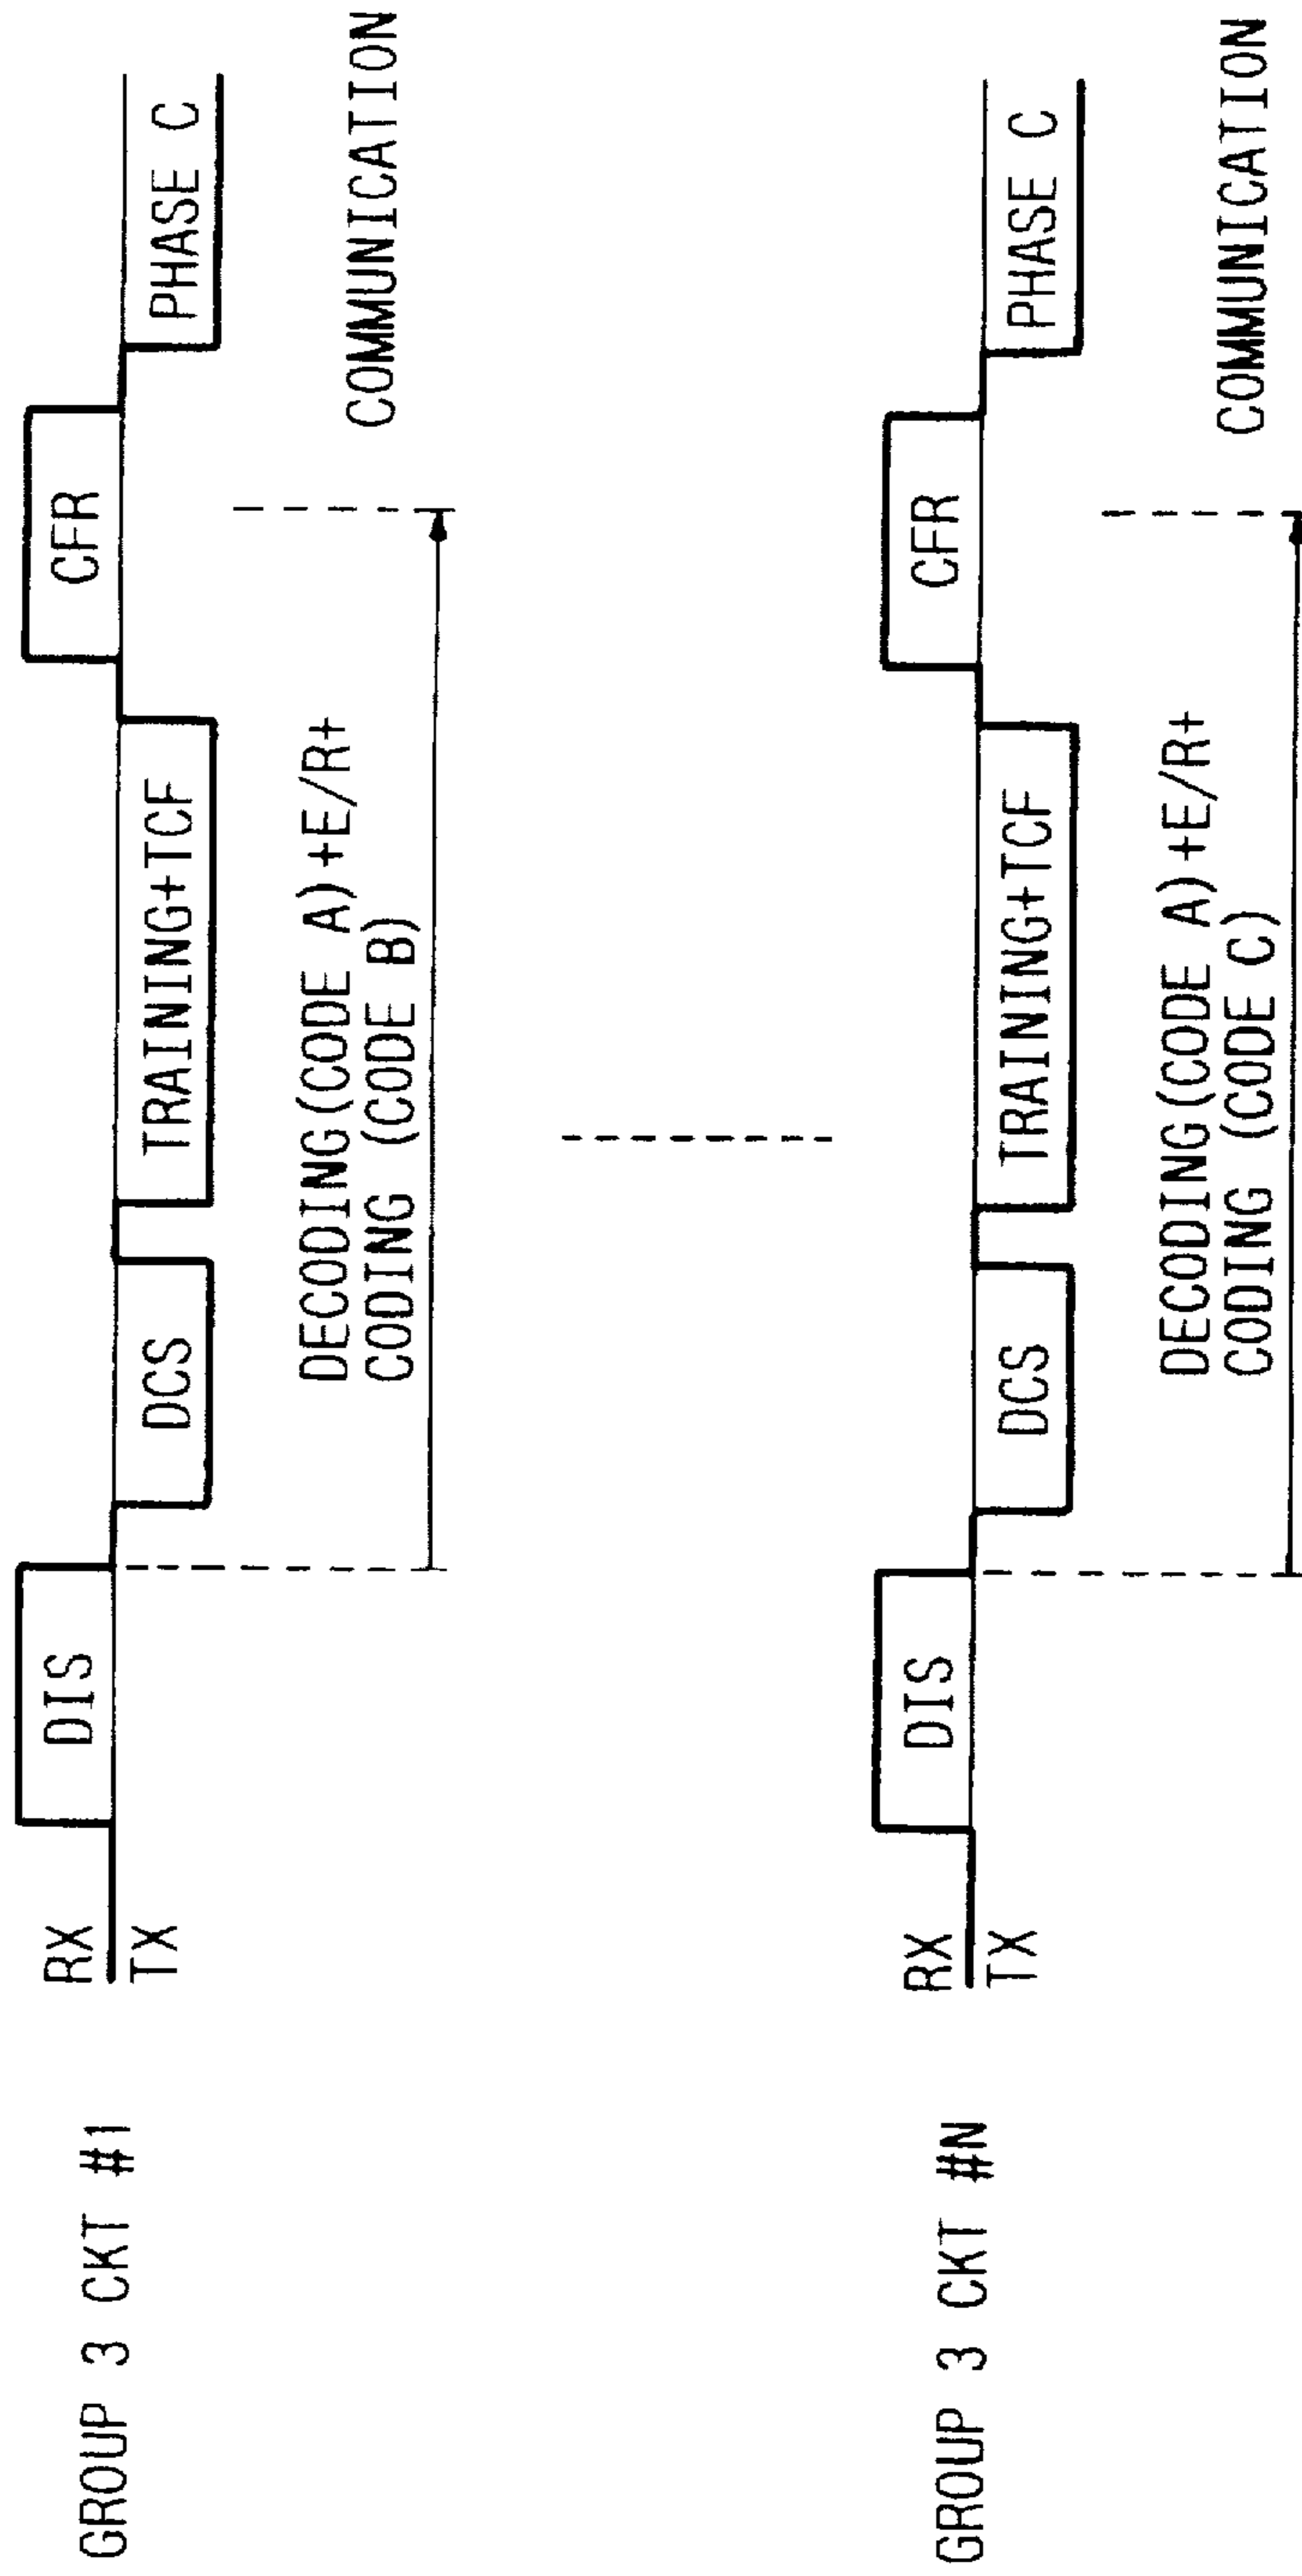 GROUP 3 CKT #1
RX
TX
DIS
DCS
TRAINING+TCF
CFR
PHASE C
DECODING(CODE A)+E/R+
CODING (CODE B)
COMMUNICATION
GROUP 3 CKT #N
RX
TX
DIS
DCS
TRAINING+TCF
CFR
PHASE C
DECODING(CODE A)+E/R+
CODING (CODE C)
COMMUNICATION